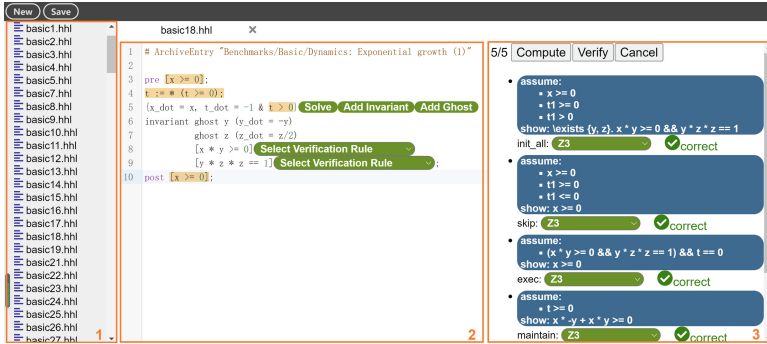 New Save
basic1.hhl
basic2.hhl
basic3.hhl
basic4.hhl
basic5.hhl
basic7.hhl
basic8.hhl
basic9.hhl
basic10.hhl
basic11.hhl
basic12.hhl
basic13.hhl
basic14.hhl
basic15.hhl
basic16.hhl
basic17.hhl
basic18.hhl
basic19.hhl
basic21.hhl
basic22.hhl
basic23.hhl
basic24.hhl
basic25.hhl
basic26.hhl
basic27.hhl
1
basic18.hhl ×
1 # ArchiveEntry "Benchmarks/Basic/Dynamics: Exponential growth (1)"
2
3 pre [x >= 0];
4 t := * (t >= 0);
5 {x_dot = x, t_dot = -1 & t > 0} Solve Add Invariant Add Ghost
6 invariant ghost y (y_dot = -y)
7 ghost z (z_dot = z/2)
8 [x * y >= 0] Select Verification Rule
9 [y * z * z == 1] Select Verification Rule ;
10 post [x >= 0];
2
5/5 Compute Verify Cancel
assume:
x >= 0
t1 >= 0
t1 > 0
show: \exists {y, z}. x * y >= 0 && y * z * z == 1
init_all: Z3 correct
assume:
x >= 0
t1 >= 0
t1 <= 0
show: x >= 0
skip: Z3 correct
assume:
(x * y >= 0 && y * z * z == 1) && t == 0
show: x >= 0
exec: Z3 correct
assume:
t >= 0
show: x * -y + x * y >= 0
maintain: Z3 correct
3